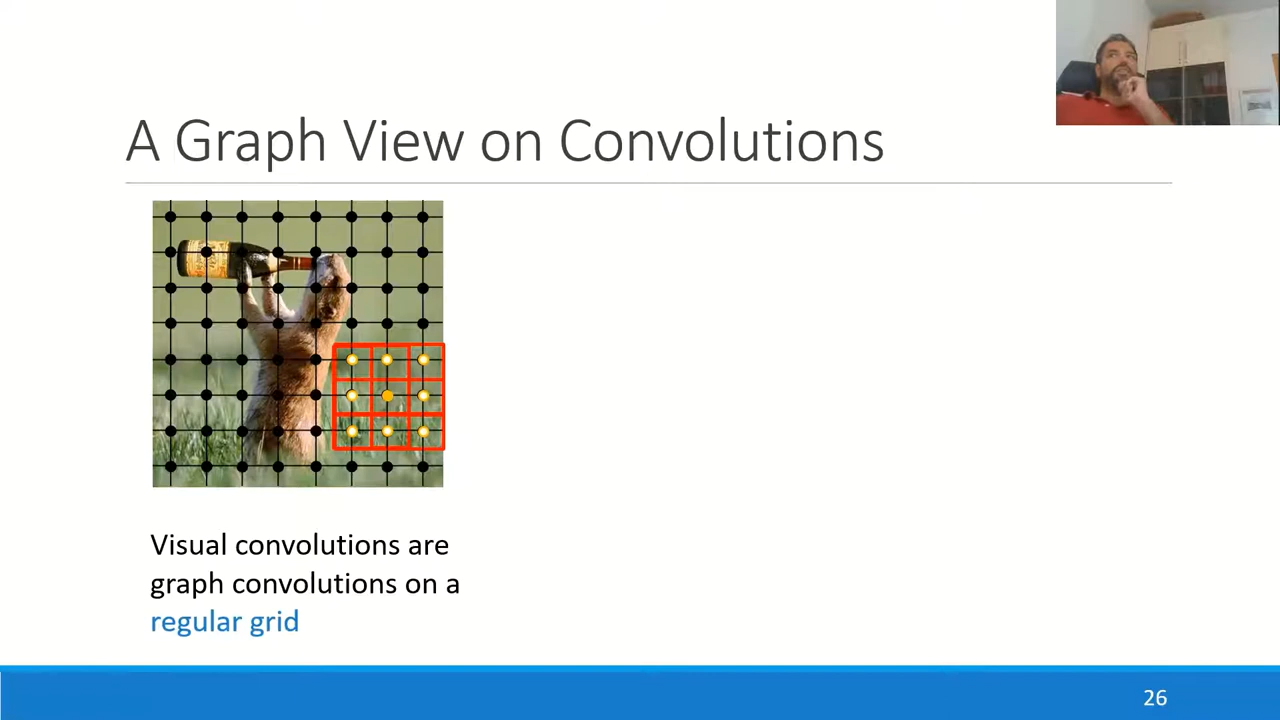 A Graph View on Convolutions
Visual convolutions are
graph convolutions on a
regular grid
26